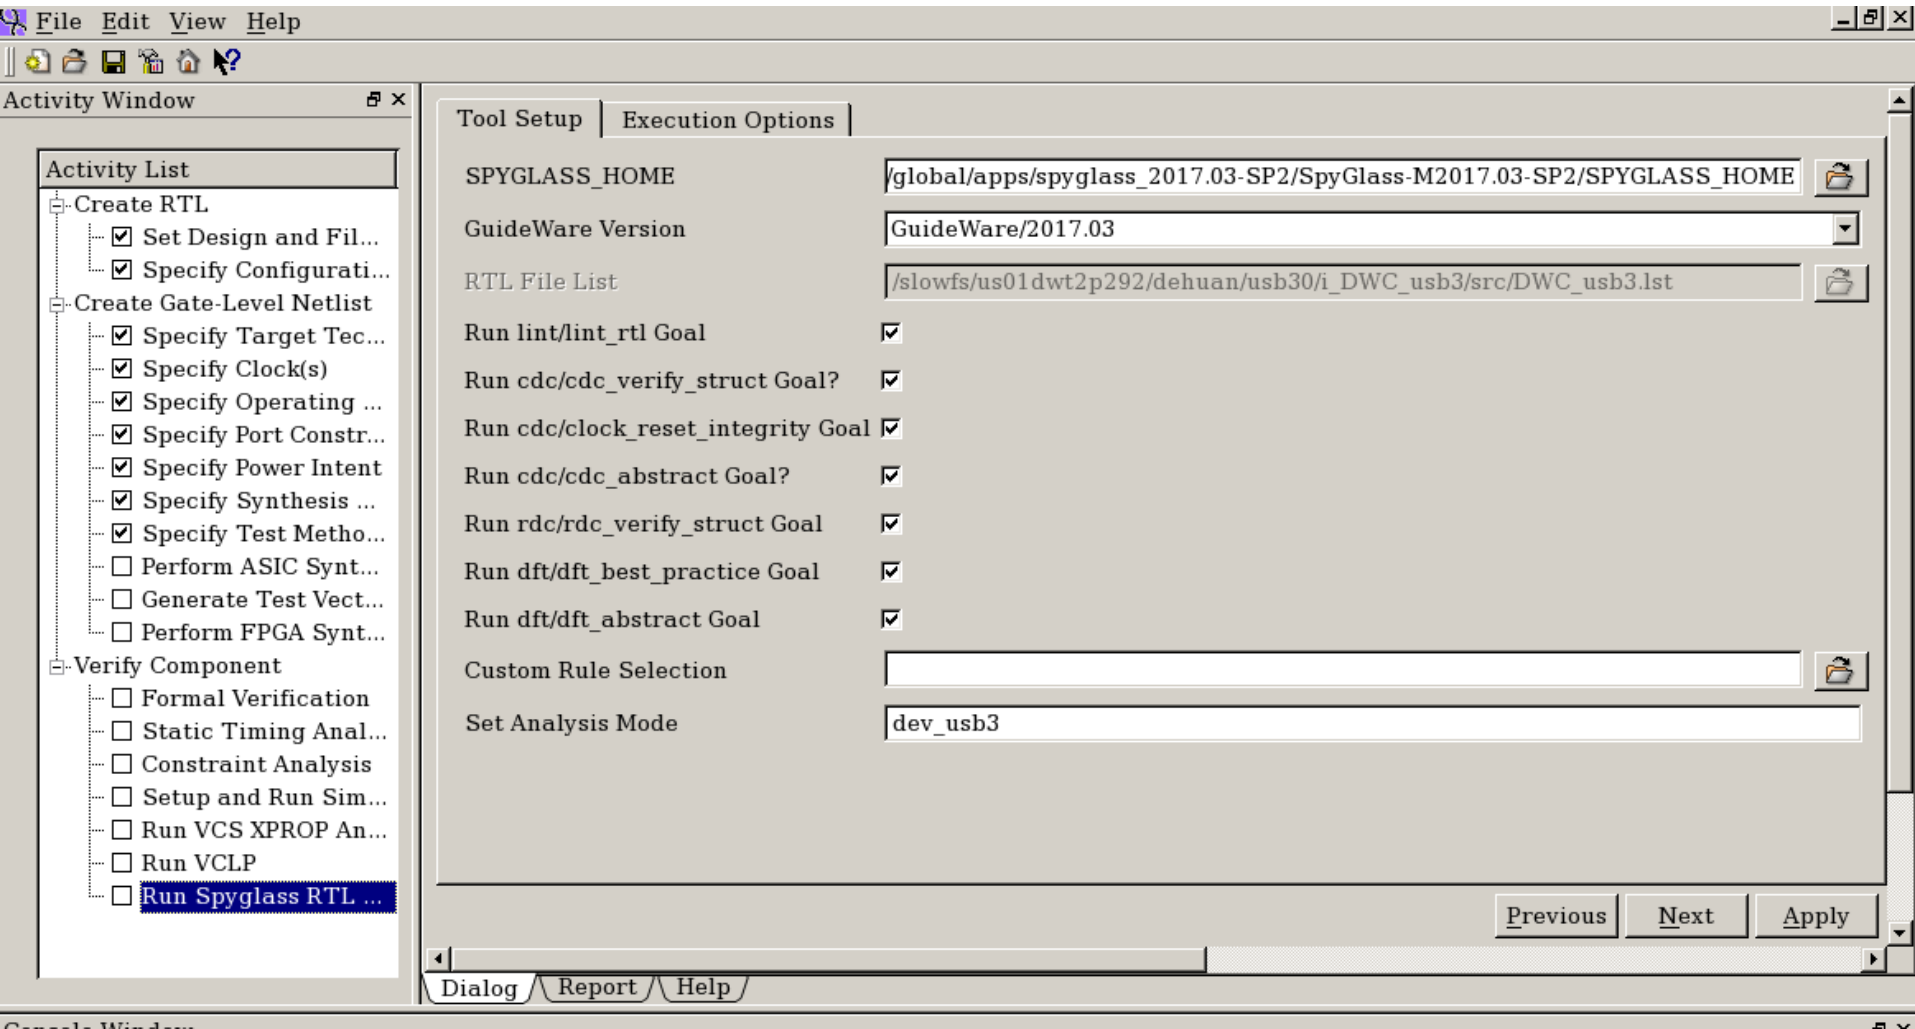 File Edit View Help
Activity Window
Activity List
Create RTL
Set Design and Fil...
Specify Configurati...
Create Gate-Level Netlist
Specify Target Tec...
Specify Clock(s)
Specify Operating ...
Specify Port Constr...
Specify Power Intent
Specify Synthesis ...
Specify Test Metho...
Perform ASIC Synt...
Generate Test Vect...
Perform FPGA Synt...
Verify Component
Formal Verification
Static Timing Anal...
Constraint Analysis
Setup and Run Sim...
Run VCS XPROP An...
Run VCLP
Run Spyglass RTL ...
Tool Setup
Execution Options
SPYGLASS_HOME
/global/apps/spyglass_2017.03-SP2/SpyGlass-M2017.03-SP2/SPYGLASS_HOME
GuideWare Version
GuideWare/2017.03
RTL File List
/slowfs/us01dwt2p292/dehuan/usb30/i_DWC_usb3/src/DWC_usb3.lst
Run lint/lint_rtl Goal
Run cdc/cdc_verify_struct Goal?
Run cdc/clock_reset_integrity Goal
Run cdc/cdc_abstract Goal?
Run rdc/rdc_verify_struct Goal
Run dft/dft_best_practice Goal
Run dft/dft_abstract Goal
Custom Rule Selection
Set Analysis Mode
dev_usb3
Previous
Next
Apply
Dialog
Report
Help
Console Window